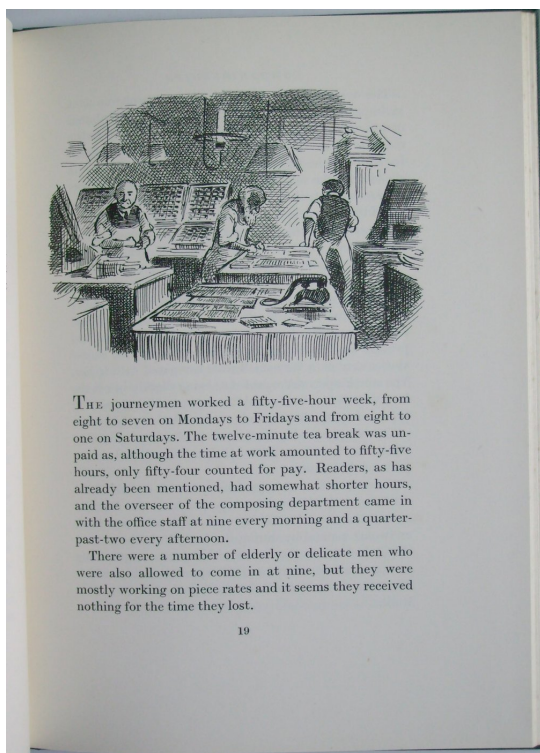 THE journeymen worked a fifty-five-hour week, from
eight to seven on Mondays to Fridays and from eight to
one on Saturdays. The twelve-minute tea break was un-
paid as, although the time at work amounted to fifty-five
hours, only fifty-four counted for pay. Readers, as has
already been mentioned, had somewhat shorter hours,
and the overseer of the composing department came in
with the office staff at nine every morning and a quarter-
past-two every afternoon.
There were a number of elderly or delicate men who
were also allowed to come in at nine, but they were
mostly working on piece rates and it seems they received
nothing for the time they lost.
19